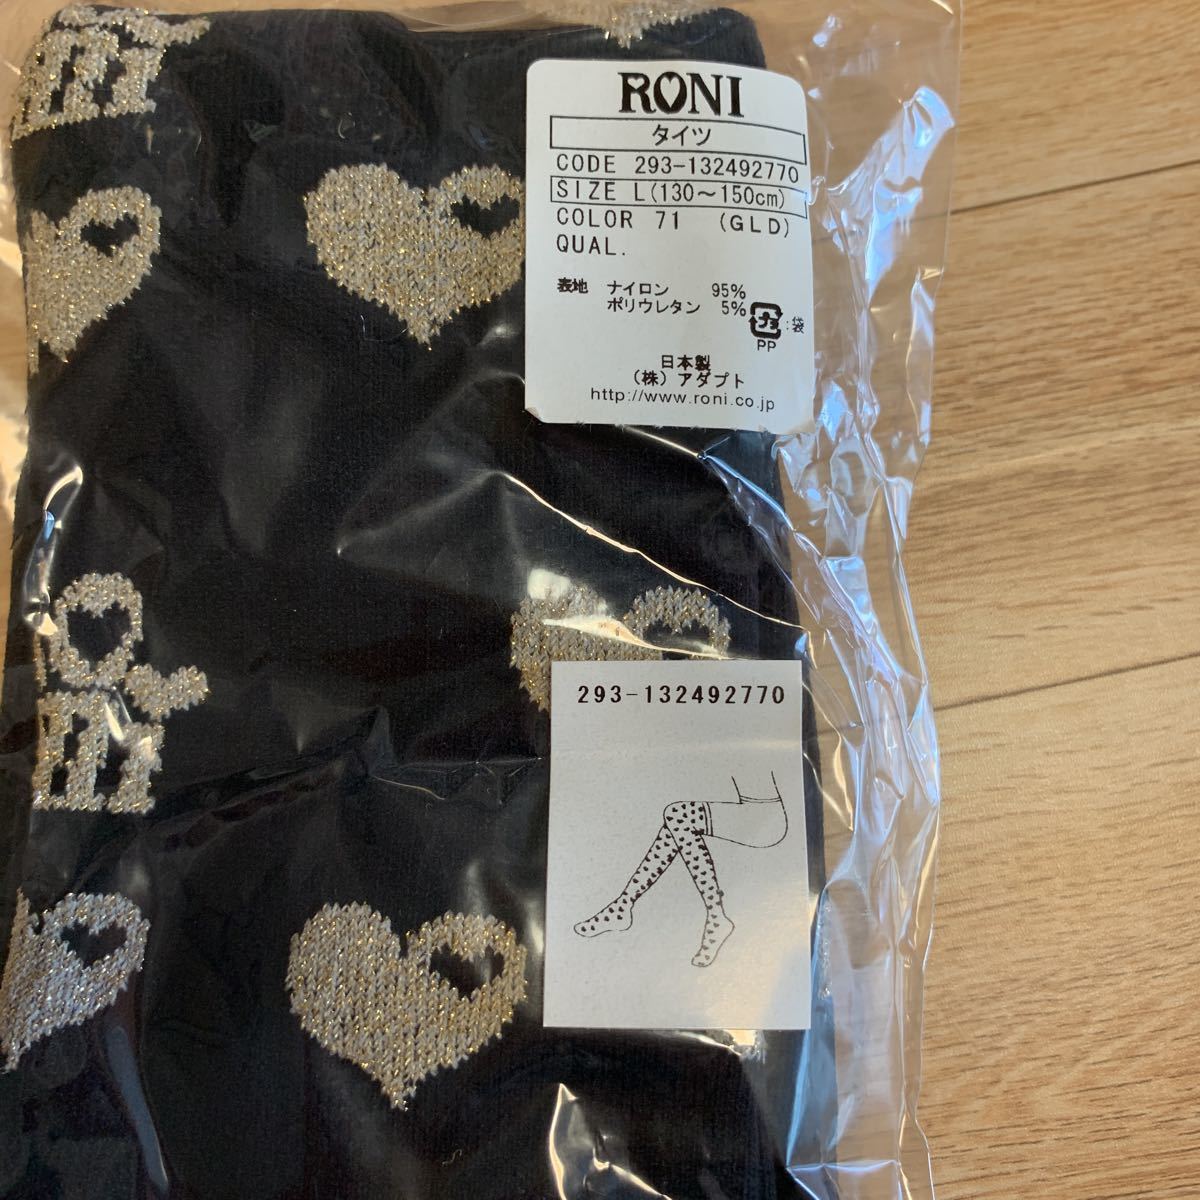 RONI
タイツ
CODE 293-132492770
SIZE L(130～150cm)
COLOR 71 (GLD)
QUAL.
表地 ナイロン 95%
ポリウレタン 5%
プラ :袋
PP
日本製
(株)アダプト
http://www.roni.co.jp
293-132492770